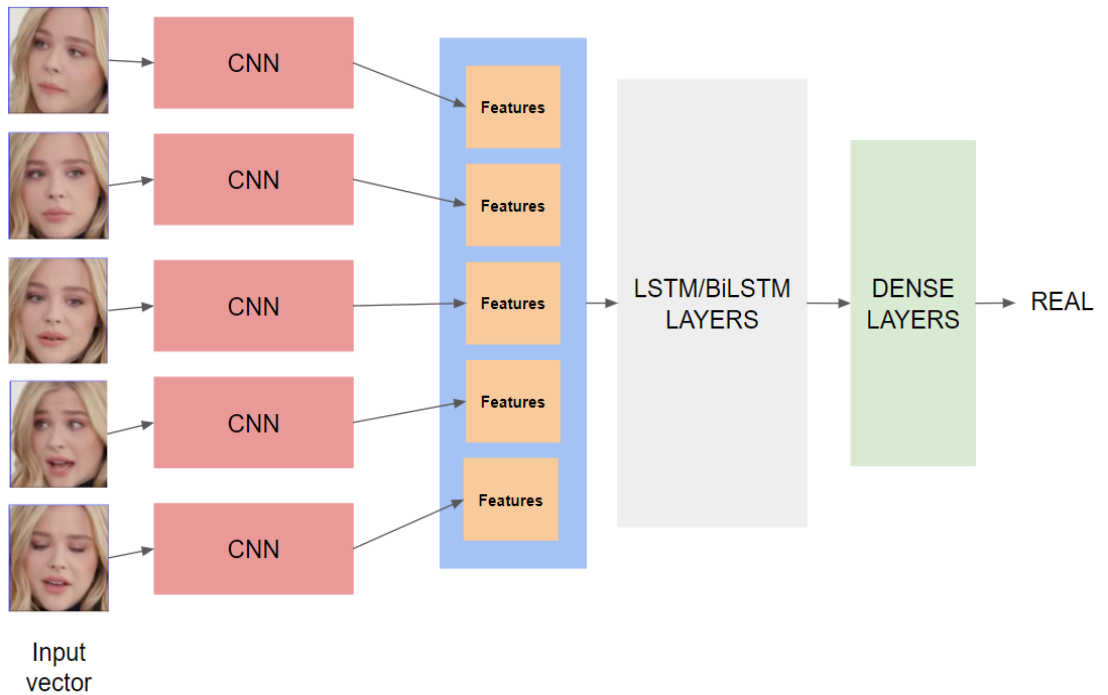 CNN
Features
CNN
Features
CNN
Features
LSTM/BiLSTM
LAYERS
DENSE
LAYERS
REAL
CNN
Features
CNN
Features
Input
vector